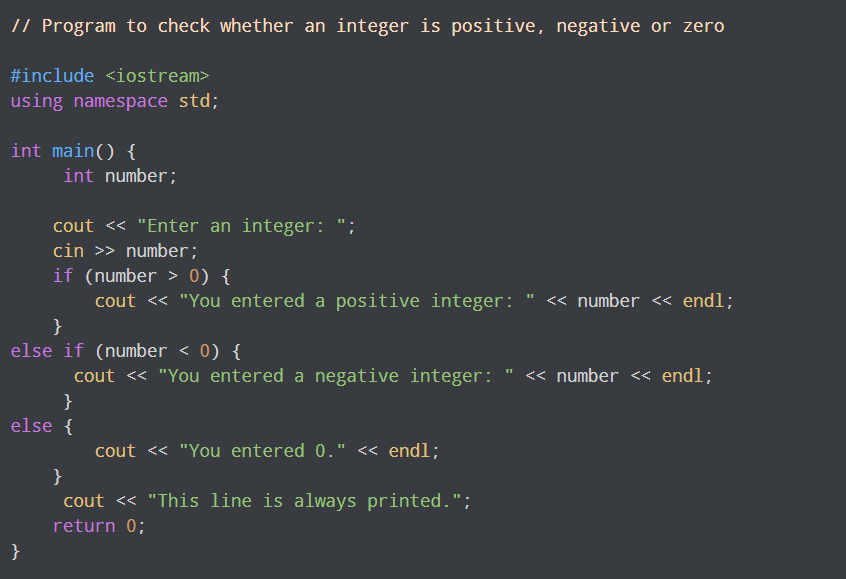 // Program to check whether an integer is positive, negative or zero

#include <iostream>
using namespace std;

int main() {
     int number;

    cout << "Enter an integer: ";
    cin >> number;
    if (number > 0) {
        cout << "You entered a positive integer: " << number << endl;
    }
else if (number < 0) {
      cout << "You entered a negative integer: " << number << endl;
     }
else {
        cout << "You entered 0." << endl;
    }
     cout << "This line is always printed.";
    return 0;
}